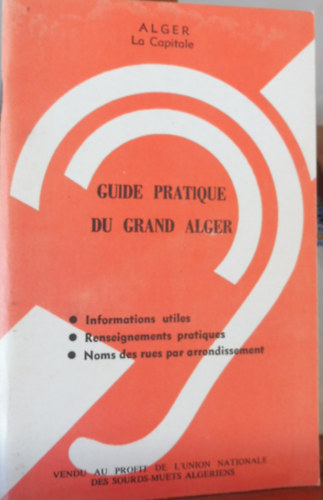 ALGER
La Capitale
GUIDE PRATIQUE
DU GRAND ALGER
● Informations utiles
● Renseignements pratiques
● Noms des rues par arrondissement
VENDU AU PROFIT DE L'UNION NATIONALE
DES SOURDS-MUETS ALGERIENS